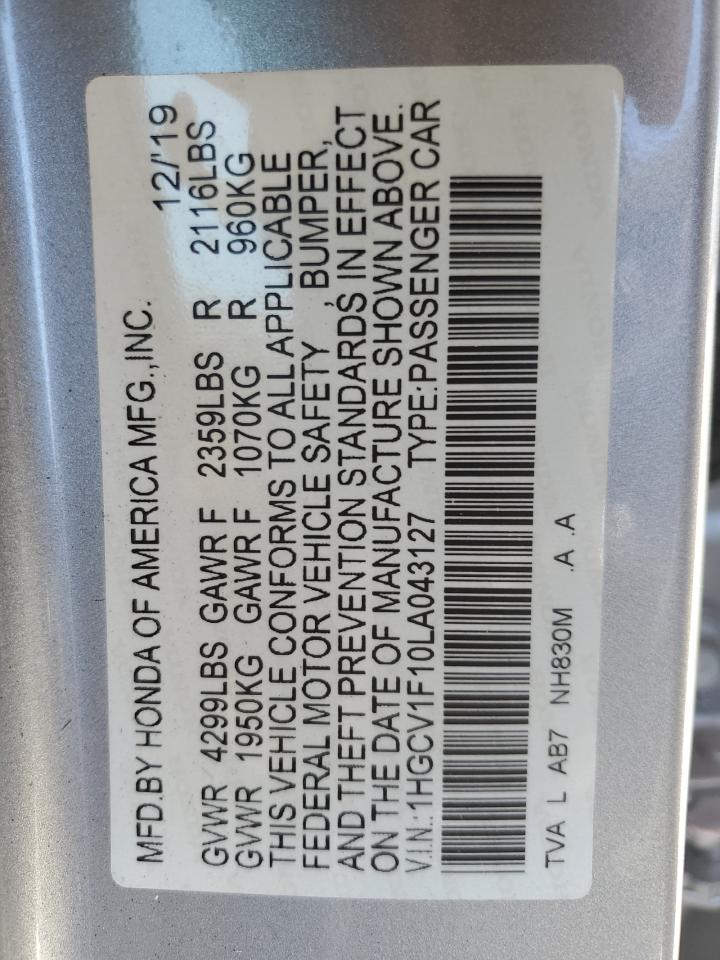 MFD.BY HONDA OF AMERICA MFG.,INC. 12/'19
GVWR 4299LBS GAWR F 2359LBS R 2116LBS
GVWR 1950KG GAWR F 1070KG R 960KG
THIS VEHICLE CONFORMS TO ALL APPLICABLE
FEDERAL MOTOR VEHICLE SAFETY , BUMPER,
AND THEFT PREVENTION STANDARDS IN EFFECT
ON THE DATE OF MANUFACTURE SHOWN ABOVE.
V.I.N.:1HGCV1F10LA043127 TYPE:PASSENGER CAR
TVA L AB7 NH830M .A .A